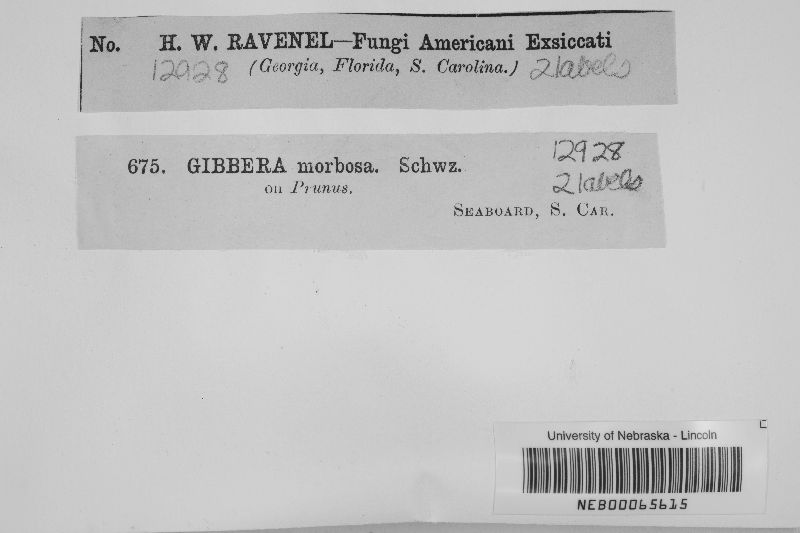 No. H. W. RAVENEL—Fungi Americani Exsiccati
12928 (Georgia, Florida, S. Carolina.) 2 labels
675. GIBBERA morbosa. Schwz. 12928
on Prunus. 2 labels
SEABOARD, S. CAR.
University of Nebraska - Lincoln
NEB00065615